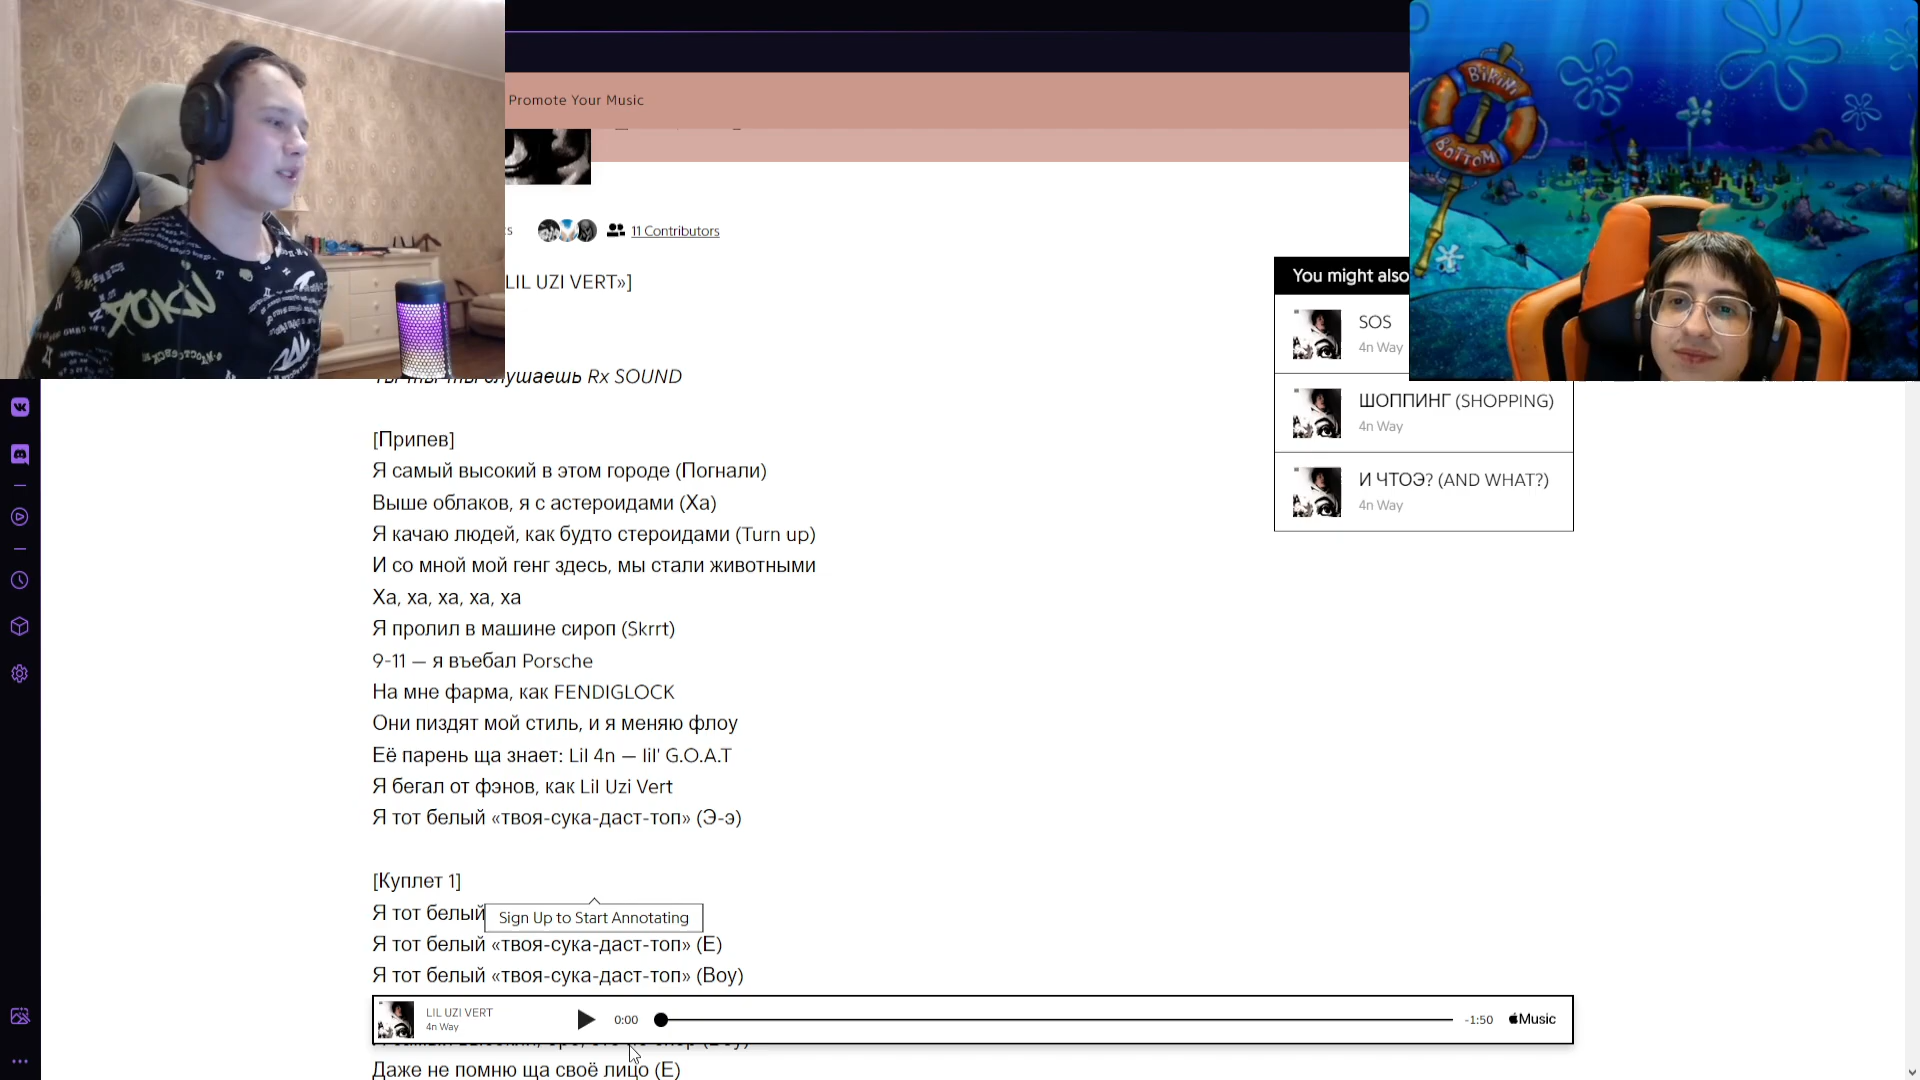 Promote Your Music
11 Contributors
LIL UZI VERT»]
слушаешь Rx SOUND
[Припев]
Я самый высокий в этом городе (Погнали)
Выше облаков, я с астероидами (Ха)
Я качаю людей, как будто стероидами (Turn up)
И со мной мой генг здесь, мы стали животными
Ха, ха, ха, ха, ха
Я пролил в машине сироп (Skrrt)
9-11 — я въебал Porsche
На мне фарма, как FENDIGLOCK
Они пиздят мой стиль, и я меняю флоу
Её парень ща знает: Lil 4n — lil' G.O.A.T
Я бегал от фэнов, как Lil Uzi Vert
Я тот белый «твоя-сука-даст-топ» (Э-э)
[Куплет 1]
Я тот белый
Sign Up to Start Annotating
Я тот белый «твоя-сука-даст-топ» (Е)
Я тот белый «твоя-сука-даст-топ» (Boy)
LIL UZI VERT
4n Way
0:00
-1:50
Music
Даже не помню ща своё лицо (Е)
You might also
SOS
4n Way
ШОППИНГ (SHOPPING)
4n Way
И ЧТОЭ? (AND WHAT?)
4n Way
BIKINI
BOTTOM